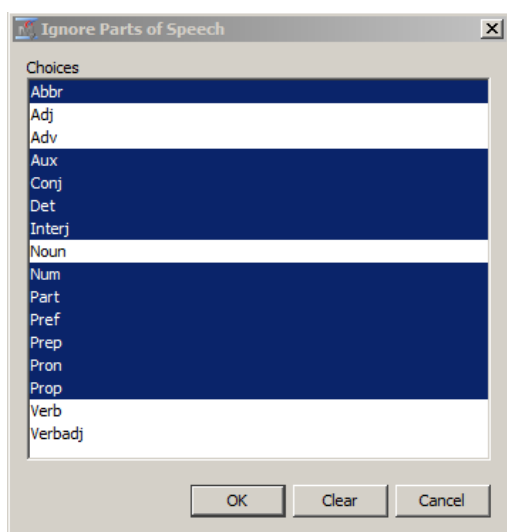 Ignore Parts of Speech
Choices
Abbr
Adj
Adv
Aux
Conj
Det
Interj
Noun
Num
Part
Pref
Prep
Pron
Prop
Verb
Verbadj
OK Clear Cancel